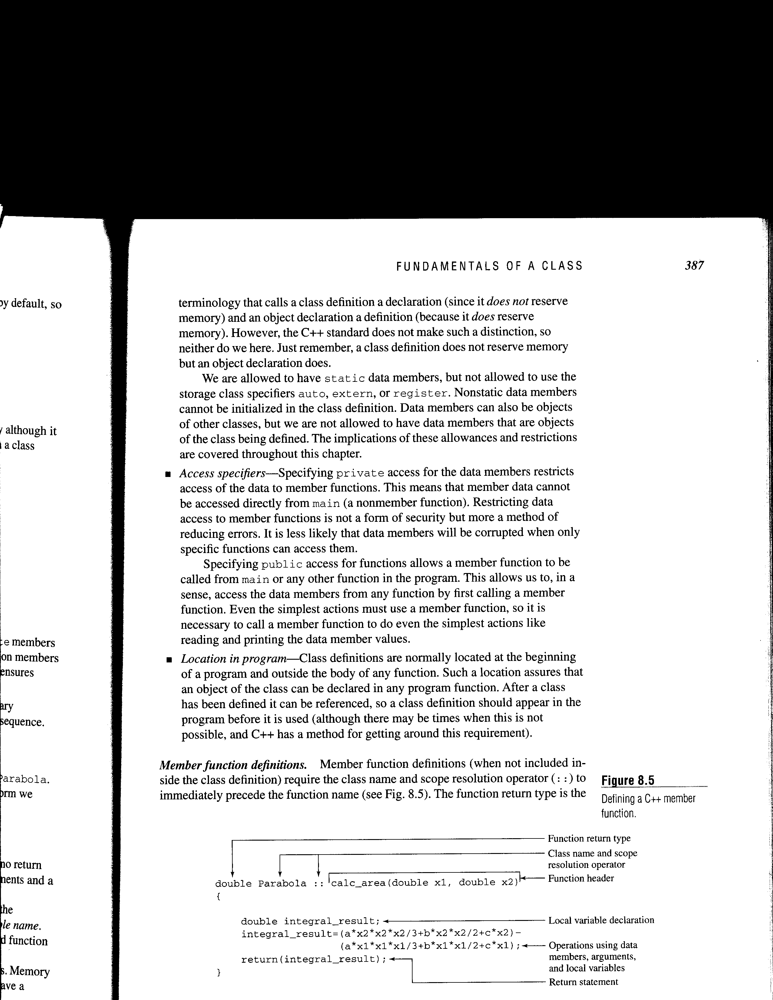 by default, so
although it
a class
members
on members
ensures
ary
sequence.
Parabola.
orm we
no return
ments and a
the
le name.
d function
s. Memory
ave a
FUNDAMENTALS OF A CLASS 387
terminology that calls a class definition a declaration (since it does not reserve
memory) and an object declaration a definition (because it does reserve
memory). However, the C++ standard does not make such a distinction, so
neither do we here. Just remember, a class definition does not reserve memory
but an object declaration does.
We are allowed to have static data members, but not allowed to use the
storage class specifiers auto, extern, or register. Nonstatic data members
cannot be initialized in the class definition. Data members can also be objects
of other classes, but we are not allowed to have data members that are objects
of the class being defined. The implications of these allowances and restrictions
are covered throughout this chapter.
■ Access specifiers—Specifying private access for the data members restricts
access of the data to member functions. This means that member data cannot
be accessed directly from main (a nonmember function). Restricting data
access to member functions is not a form of security but more a method of
reducing errors. It is less likely that data members will be corrupted when only
specific functions can access them.
Specifying public access for functions allows a member function to be
called from main or any other function in the program. This allows us to, in a
sense, access the data members from any function by first calling a member
function. Even the simplest actions must use a member function, so it is
necessary to call a member function to do even the simplest actions like
reading and printing the data member values.
■ Location in program—Class definitions are normally located at the beginning
of a program and outside the body of any function. Such a location assures that
an object of the class can be declared in any program function. After a class
has been defined it can be referenced, so a class definition should appear in the
program before it is used (although there may be times when this is not
possible, and C++ has a method for getting around this requirement).
Member function definitions. Member function definitions (when not included in-
side the class definition) require the class name and scope resolution operator (::) to
immediately precede the function name (see Fig. 8.5). The function return type is the
Figure 8.5
Defining a C++ member
function.
Function return type
Class name and scope
resolution operator
double Parabola :: calc_area(double x1, double x2)
Function header
{
double integral_result;
Local variable declaration
integral_result=(a*x2*x2*x2/3+b*x2*x2/2+c*x2)-
(a*x1*x1*x1/3+b*x1*x1/2+c*x1);
Operations using data
members, arguments,
and local variables
return(integral_result);
}
Return statement